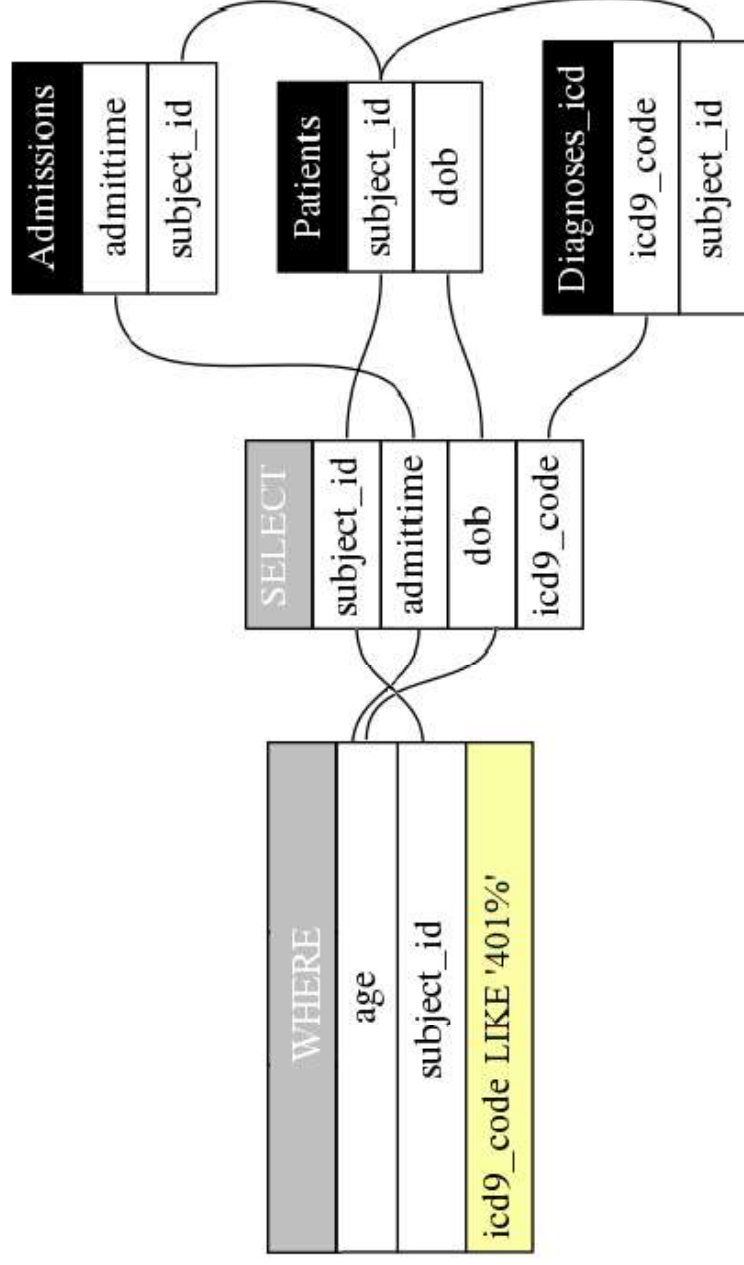 WHERE
age
subject_id
icd9_code LIKE '401%'
SELECT
subject_id
admittime
dob
icd9_code
Admissions
admittime
subject_id
Patients
subject_id
dob
Diagnoses_icd
icd9_code
subject_id